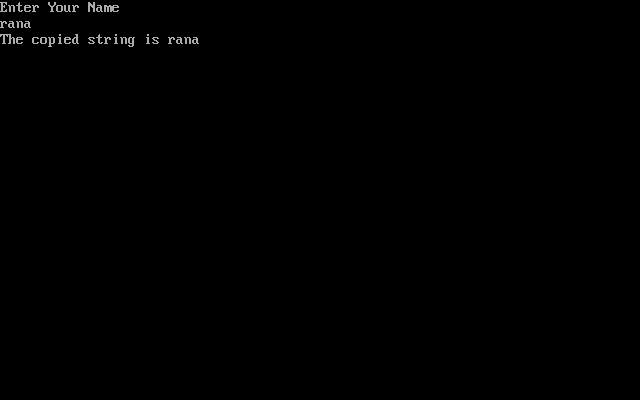 Enter Your Name
rana
The copied string is rana